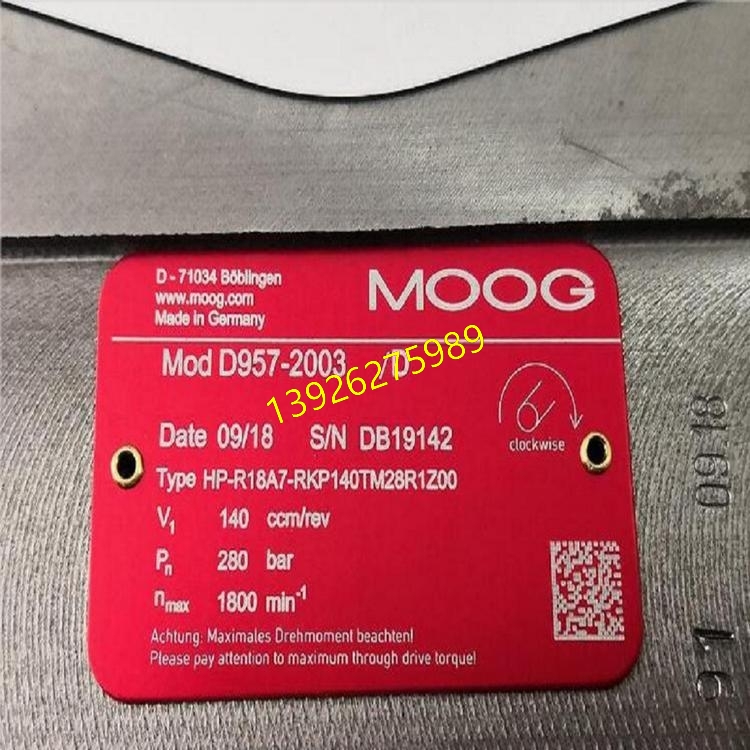 D - 71034 Böblingen
www.moog.com
Made in Germany
MOOG
Mod D957-2003 /D
13926275989
clockwise
Date 09/18 S/N DB19142
Type HP-R18A7-RKP140TM28R1Z00
V1 140 ccm/rev
Pn 280 bar
nmax 1800 min-1
Achtung: Maximales Drehmoment beachten!
Please pay attention to maximum through drive torque!
91 09.18